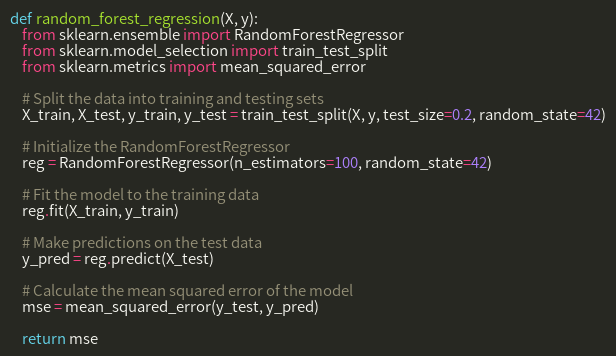 def random_forest_regression(X, y):
    from sklearn.ensemble import RandomForestRegressor
    from sklearn.model_selection import train_test_split
    from sklearn.metrics import mean_squared_error

    # Split the data into training and testing sets
    X_train, X_test, y_train, y_test = train_test_split(X, y, test_size=0.2, random_state=42)

    # Initialize the RandomForestRegressor
    reg = RandomForestRegressor(n_estimators=100, random_state=42)

    # Fit the model to the training data
    reg.fit(X_train, y_train)

    # Make predictions on the test data
    y_pred = reg.predict(X_test)

    # Calculate the mean squared error of the model
    mse = mean_squared_error(y_test, y_pred)

    return mse